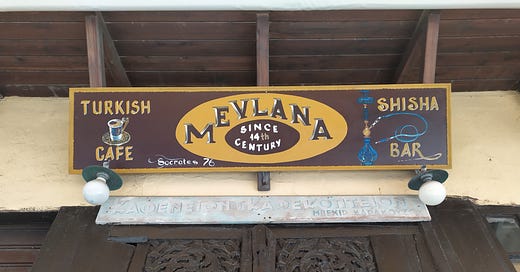 TURKISH
CAFE
MEVLANA
SINCE
14th
CENTURY
SHISHA
BAR
Socrates 76